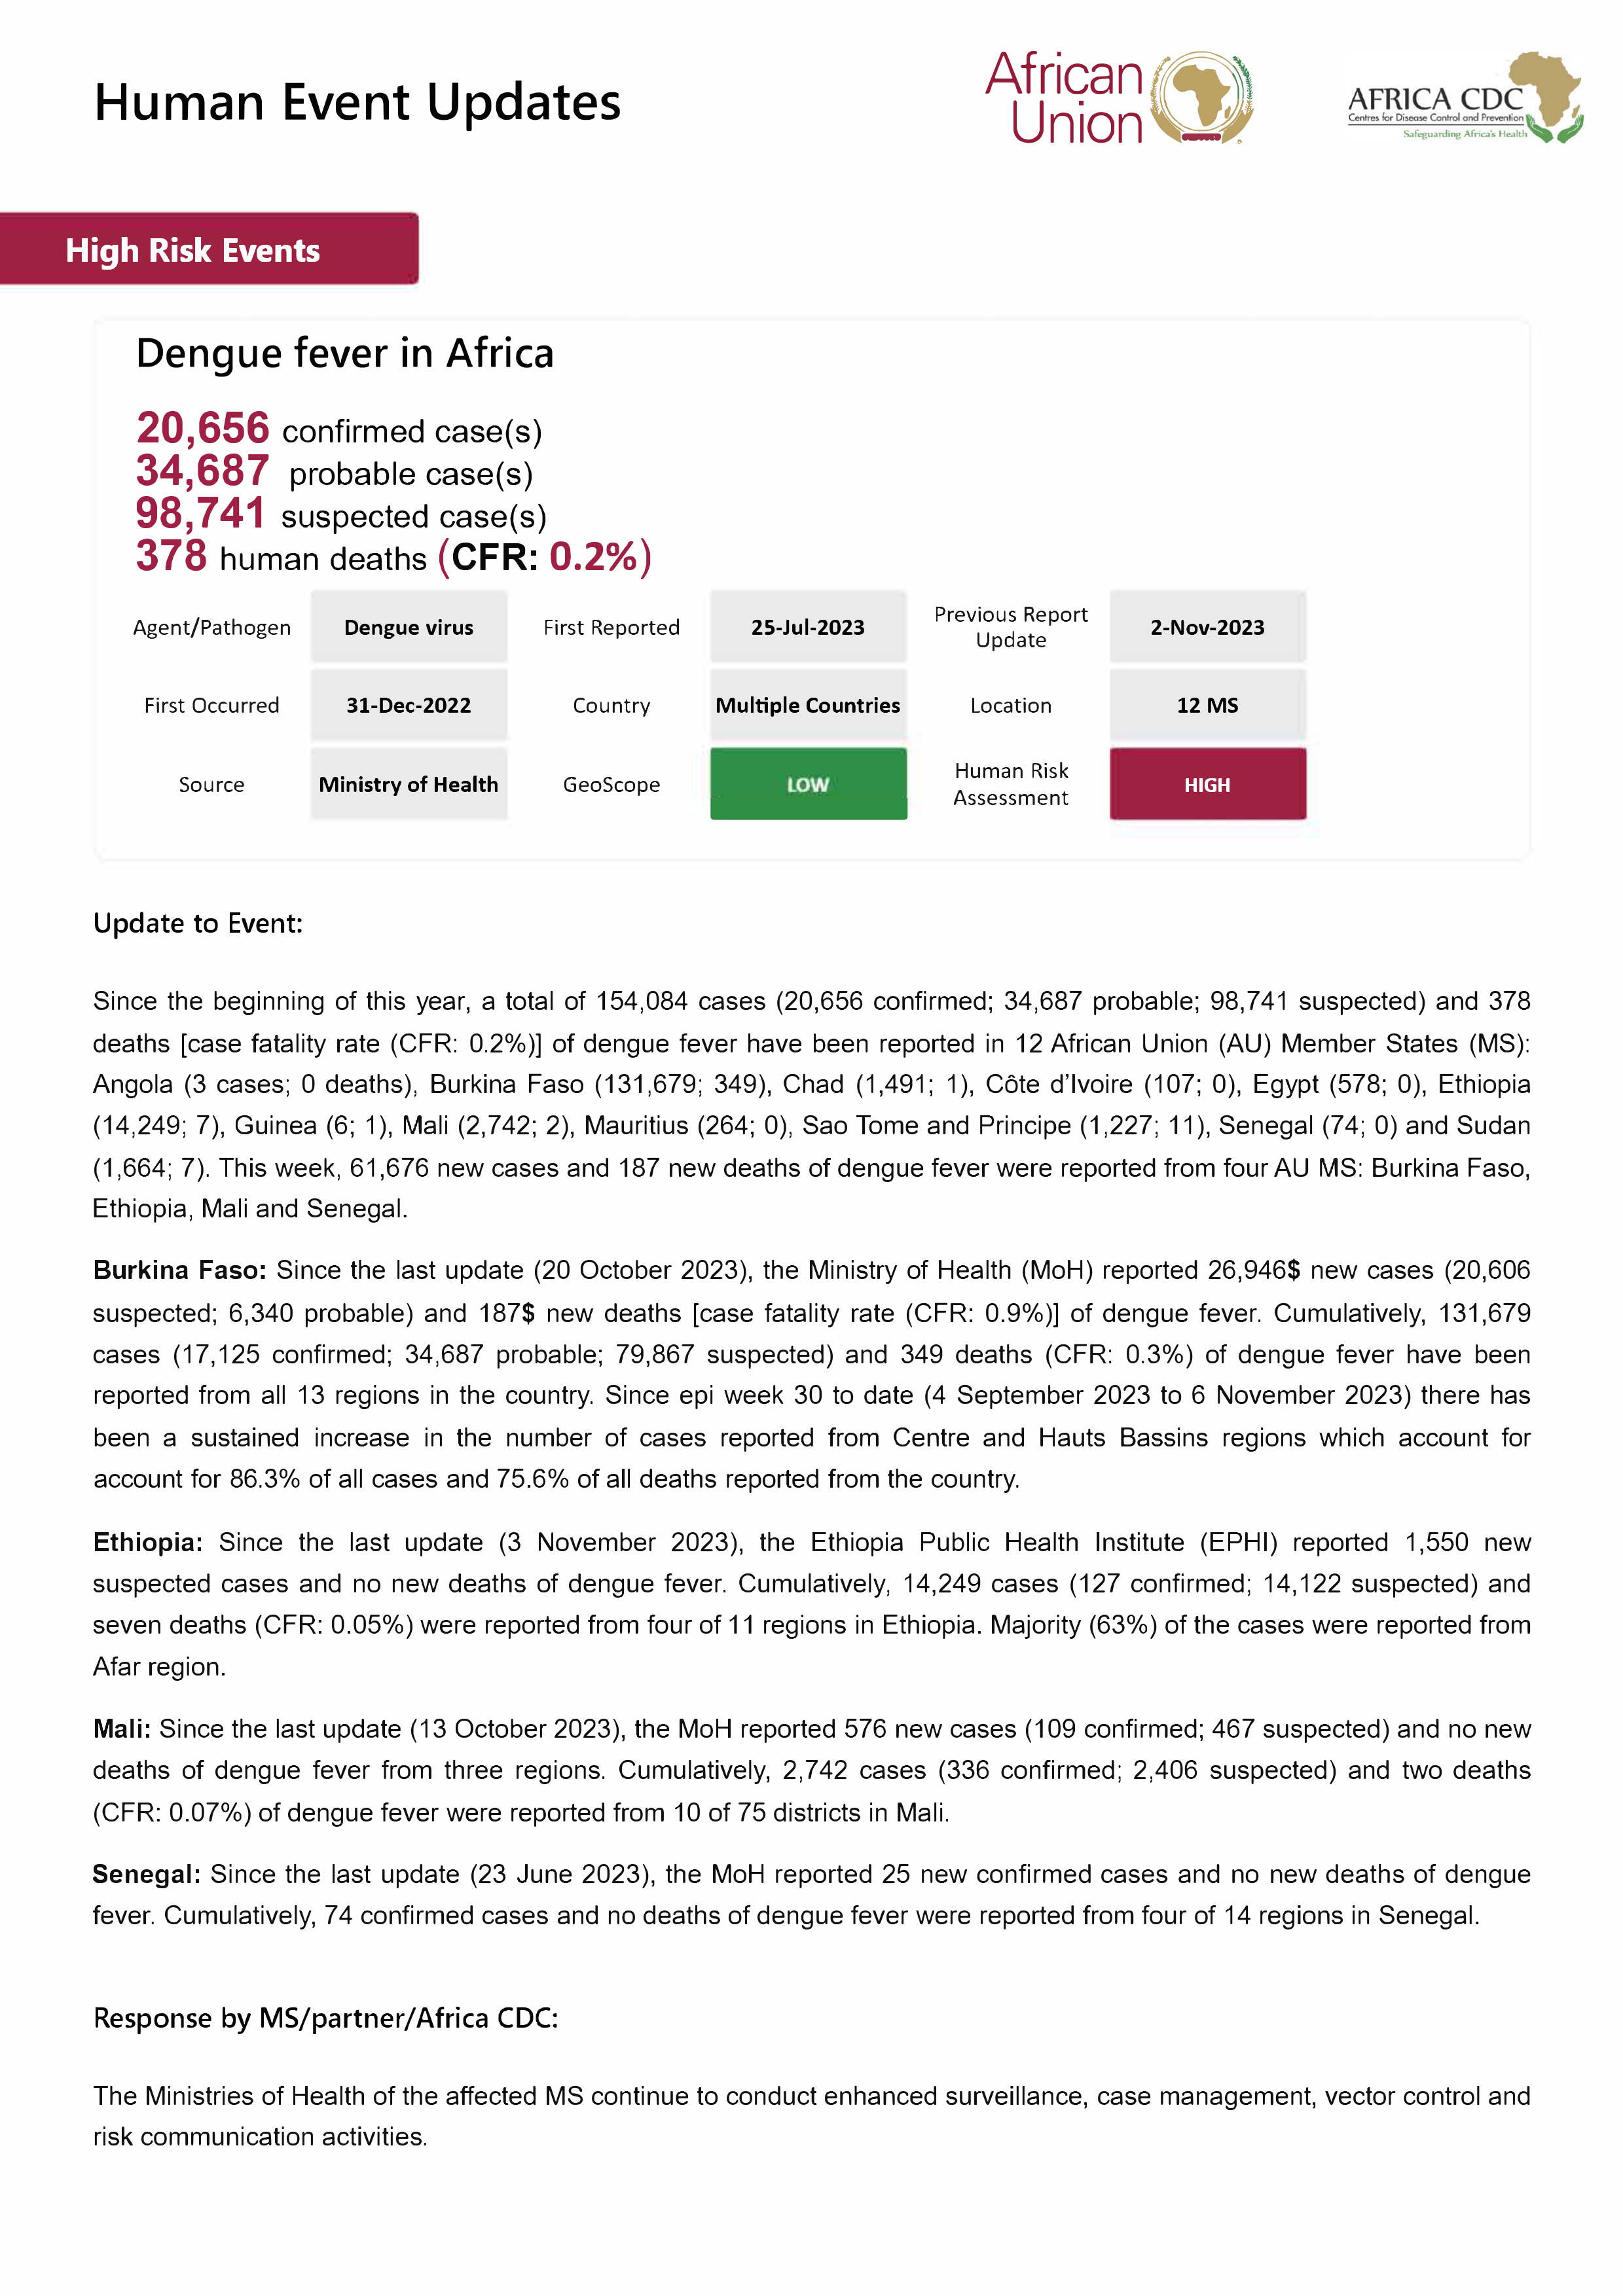 Human Event Updates
African
Union
AFRICA CDC
Centres for Disease Control and Prevention
Safeguarding Africa's Health
High Risk Events
Dengue fever in Africa
20,656 confirmed case(s)
34,687 probable case(s)
98,741 suspected case(s)
378 human deaths (CFR: 0.2%)
Agent/Pathogen Dengue virus First Reported 25-Jul-2023 Previous Report Update 2-Nov-2023
First Occurred 31-Dec-2022 Country Multiple Countries Location 12 MS
Source Ministry of Health GeoScope LOW Human Risk Assessment HIGH
Update to Event:
Since the beginning of this year, a total of 154,084 cases (20,656 confirmed; 34,687 probable; 98,741 suspected) and 378
deaths [case fatality rate (CFR: 0.2%)] of dengue fever have been reported in 12 African Union (AU) Member States (MS):
Angola (3 cases; 0 deaths), Burkina Faso (131,679; 349), Chad (1,491; 1), Côte d'Ivoire (107; 0), Egypt (578; 0), Ethiopia
(14,249; 7), Guinea (6; 1), Mali (2,742; 2), Mauritius (264; 0), Sao Tome and Principe (1,227; 11), Senegal (74; 0) and Sudan
(1,664; 7). This week, 61,676 new cases and 187 new deaths of dengue fever were reported from four AU MS: Burkina Faso,
Ethiopia, Mali and Senegal.
Burkina Faso: Since the last update (20 October 2023), the Ministry of Health (MoH) reported 26,946$ new cases (20,606
suspected; 6,340 probable) and 187$ new deaths [case fatality rate (CFR: 0.9%)] of dengue fever. Cumulatively, 131,679
cases (17,125 confirmed; 34,687 probable; 79,867 suspected) and 349 deaths (CFR: 0.3%) of dengue fever have been
reported from all 13 regions in the country. Since epi week 30 to date (4 September 2023 to 6 November 2023) there has
been a sustained increase in the number of cases reported from Centre and Hauts Bassins regions which account for
account for 86.3% of all cases and 75.6% of all deaths reported from the country.
Ethiopia: Since the last update (3 November 2023), the Ethiopia Public Health Institute (EPHI) reported 1,550 new
suspected cases and no new deaths of dengue fever. Cumulatively, 14,249 cases (127 confirmed; 14,122 suspected) and
seven deaths (CFR: 0.05%) were reported from four of 11 regions in Ethiopia. Majority (63%) of the cases were reported from
Afar region.
Mali: Since the last update (13 October 2023), the MoH reported 576 new cases (109 confirmed; 467 suspected) and no new
deaths of dengue fever from three regions. Cumulatively, 2,742 cases (336 confirmed; 2,406 suspected) and two deaths
(CFR: 0.07%) of dengue fever were reported from 10 of 75 districts in Mali.
Senegal: Since the last update (23 June 2023), the MoH reported 25 new confirmed cases and no new deaths of dengue
fever. Cumulatively, 74 confirmed cases and no deaths of dengue fever were reported from four of 14 regions in Senegal.
Response by MS/partner/Africa CDC:
The Ministries of Health of the affected MS continue to conduct enhanced surveillance, case management, vector control and
risk communication activities.